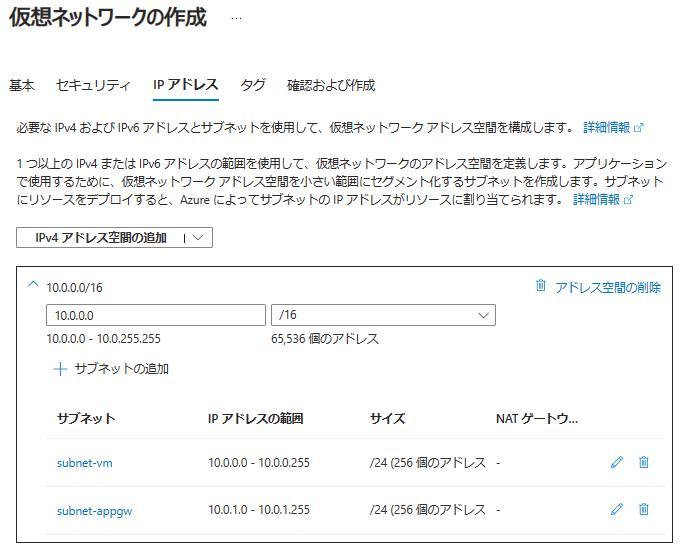 仮想ネットワークの作成 …
基本 セキュリティ IP アドレス タグ 確認および作成
必要な IPv4 および IPv6 アドレスとサブネットを使用して、仮想ネットワーク アドレス空間を構成します。 詳細情報
1 つ以上の IPv4 または IPv6 アドレスの範囲を使用して、仮想ネットワークのアドレス空間を定義します。アプリケーション
で使用するために、仮想ネットワーク アドレス空間を小さい範囲にセグメント化するサブネットを作成します。サブネット
にリソースをデプロイすると、Azure によってサブネットの IP アドレスがリソースに割り当てられます。 詳細情報
IPv4 アドレス空間の追加 |
10.0.0.0/16 アドレス空間の削除
10.0.0.0 /16
10.0.0.0 - 10.0.255.255 65,536 個のアドレス
+ サブネットの追加
サブネット IP アドレスの範囲 サイズ NAT ゲートウ...
subnet-vm 10.0.0.0 - 10.0.0.255 /24 (256 個のアドレス -
subnet-appgw 10.0.1.0 - 10.0.1.255 /24 (256 個のアドレス -